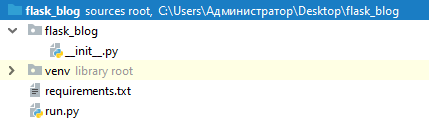 flask_blog sources root, C:\Users\Администратор\Desktop\flask_blog
flask_blog
__init__.py
venv library root
requirements.txt
run.py